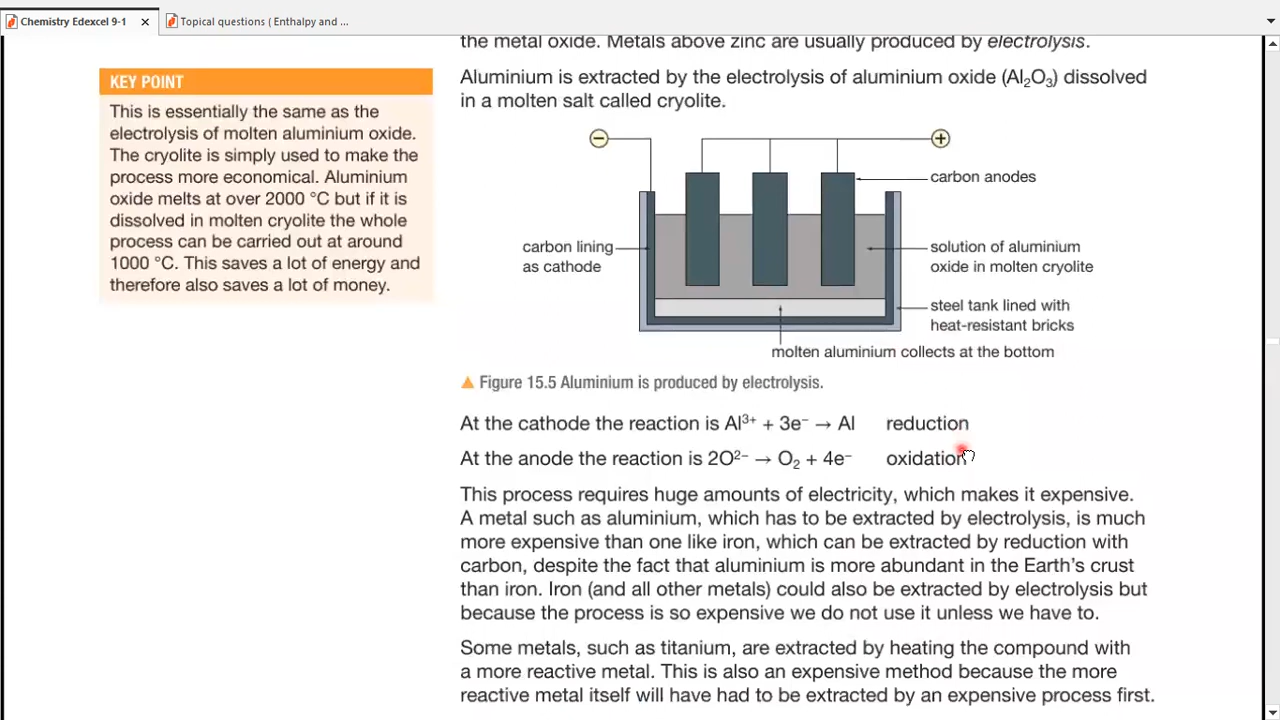 Chemistry Edexcel 9-1
Topical questions ( Enthalpy and ...
the metal oxide. Metals above zinc are usually produced by electrolysis.
KEY POINT
This is essentially the same as the
electrolysis of molten aluminium oxide.
The cryolite is simply used to make the
process more economical. Aluminium
oxide melts at over 2000 °C but if it is
dissolved in molten cryolite the whole
process can be carried out at around
1000 °C. This saves a lot of energy and
therefore also saves a lot of money.
Aluminium is extracted by the electrolysis of aluminium oxide (Al₂O₃) dissolved
in a molten salt called cryolite.
−
+
carbon anodes
carbon lining
as cathode
solution of aluminium
oxide in molten cryolite
steel tank lined with
heat-resistant bricks
molten aluminium collects at the bottom
Figure 15.5 Aluminium is produced by electrolysis.
At the cathode the reaction is Al³⁺ + 3e⁻ → Al reduction
At the anode the reaction is 2O²⁻ → O₂ + 4e⁻ oxidation
This process requires huge amounts of electricity, which makes it expensive.
A metal such as aluminium, which has to be extracted by electrolysis, is much
more expensive than one like iron, which can be extracted by reduction with
carbon, despite the fact that aluminium is more abundant in the Earth's crust
than iron. Iron (and all other metals) could also be extracted by electrolysis but
because the process is so expensive we do not use it unless we have to.
Some metals, such as titanium, are extracted by heating the compound with
a more reactive metal. This is also an expensive method because the more
reactive metal itself will have had to be extracted by an expensive process first.